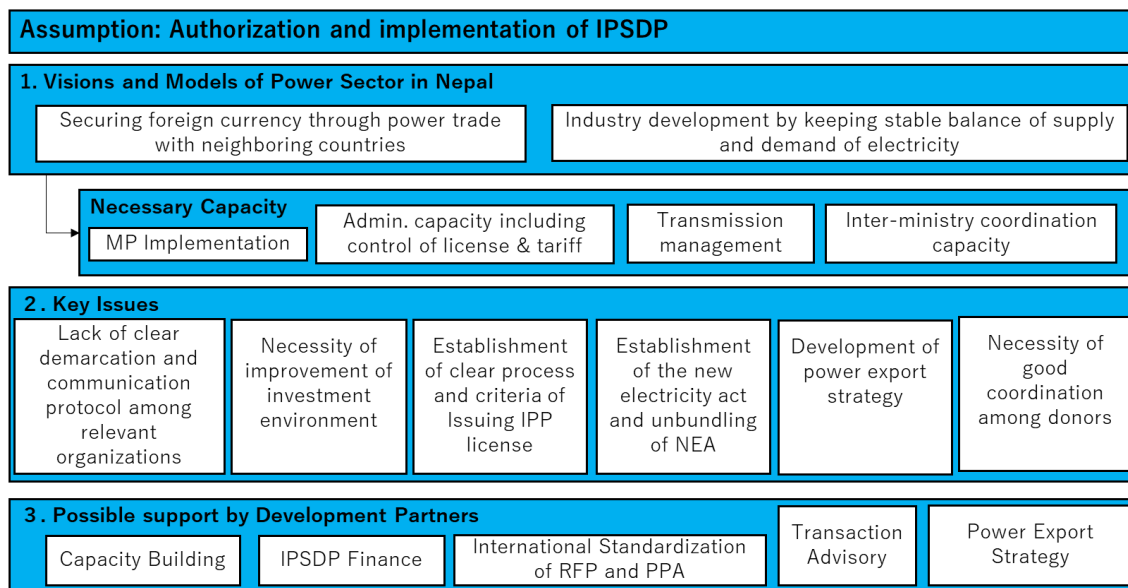 Assumption: Authorization and implementation of IPSDP
1. Visions and Models of Power Sector in Nepal
Securing foreign currency through power trade
with neighboring countries
Industry development by keeping stable balance of supply
and demand of electricity
Necessary Capacity
MP Implementation
Admin. capacity including
control of license & tariff
Transmission
management
Inter-ministry coordination
capacity
2. Key Issues
Lack of clear
demarcation and
communication
protocol among
relevant
organizations
Necessity of
improvement of
investment
environment
Establishment
of clear process
and criteria of
Issuing IPP
license
Establishment
of the new
electricity act
and unbundling
of NEA
Development of
power export
strategy
Necessity of
good
coordination
among donors
3. Possible support by Development Partners
Capacity Building
IPSDP Finance
International Standardization
of RFP and PPA
Transaction
Advisory
Power Export
Strategy